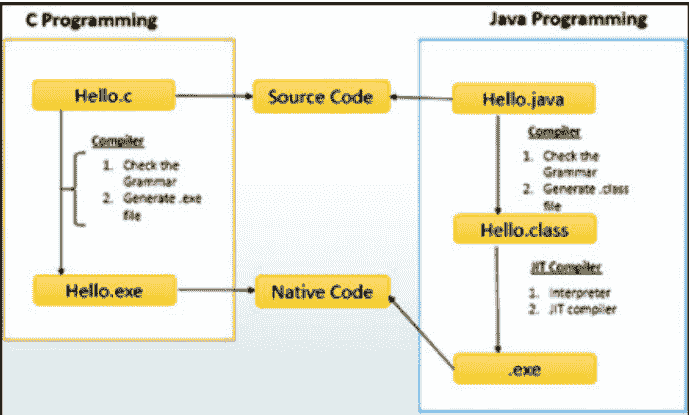 C Programming
Java Programming
Hello.c
Source Code
Hello.java
Compiler
1. Check the
Grammar
2. Generate .exe
file
Compiler
1. Check the
Grammar
2. Generate .class
file
Hello.class
JIT Compiler
1. Interpreter
2. JIT compiler
Hello.exe
Native Code
.exe